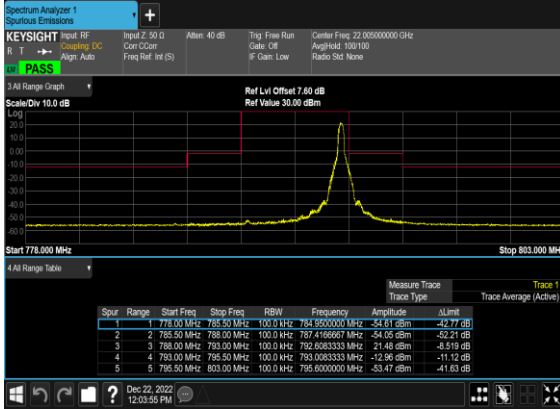 Spectrum Analyzer 1
Spurious Emissions
KEYSIGHT Input: RF Input Z: 50 Ω Atten: 40 dB Trig: Free Run Center Freq: 22.005000000 GHz
R T Coupling: DC Corr CCorr Gate: Off Avg|Hold: 100/100
Align: Auto Freq Ref: Int (S) IF Gain: Low Radio Std: None
PASS
3 All Range Graph
Ref Lvl Offset 7.60 dB
Scale/Div 10.0 dB Ref Value 30.00 dBm
Log
20.0
10.0
0.00
-10.0
-20.0
-30.0
-40.0
-50.0
-60.0
Start 778.000 MHz Stop 803.000 MH
4 All Range Table
Measure Trace Trace 1
Trace Type Trace Average (Active)
Spur Range Start Freq Stop Freq RBW Frequency Amplitude ΔLimit
1 1 778.00 MHz 785.50 MHz 100.0 kHz 784.9500000 MHz -54.61 dBm -42.77 dB
2 2 785.50 MHz 788.00 MHz 100.0 kHz 787.4166667 MHz -54.05 dBm -52.21 dB
3 3 788.00 MHz 793.00 MHz 100.0 kHz 792.6083333 MHz 21.48 dBm -8.519 dB
4 4 793.00 MHz 795.50 MHz 100.0 kHz 793.0083333 MHz -12.96 dBm -11.12 dB
5 5 795.50 MHz 803.00 MHz 100.0 kHz 795.6000000 MHz -53.47 dBm -41.63 dB
Dec 22, 2022
12:03:55 PM